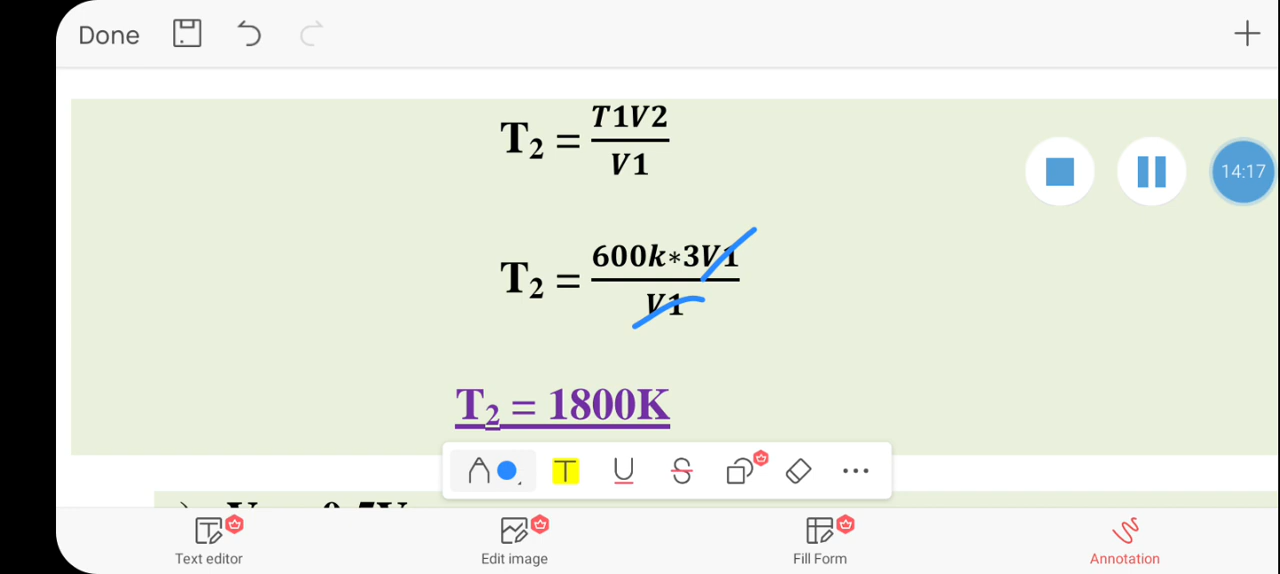 Done
T₂ = T1V2/V1
14:17
T₂ = 600k*3V1/V1
T₂ = 1800K
T U S
Text editor
Edit image
Fill Form
Annotation